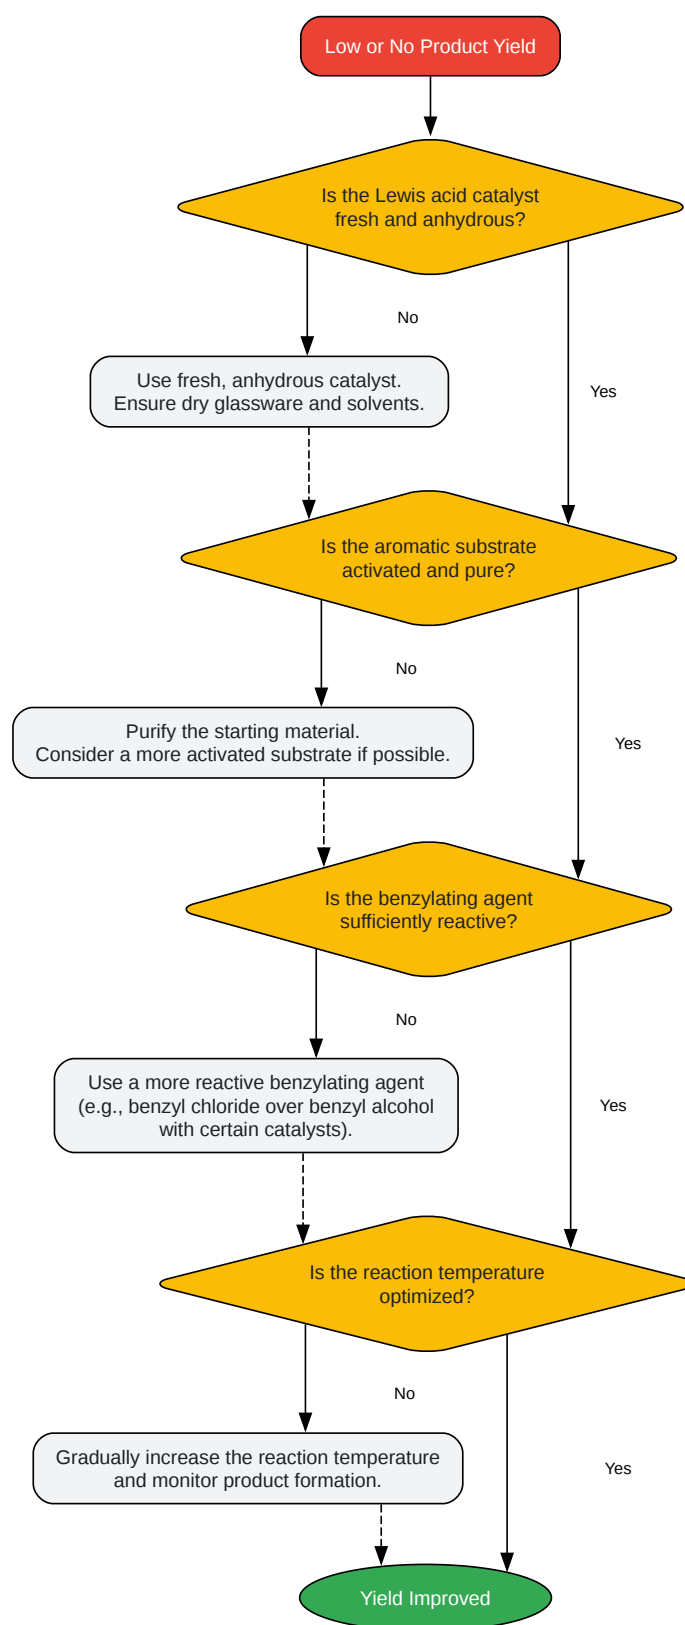 Low or No Product Yield
Is the Lewis acid catalyst
fresh and anhydrous?
No
Use fresh, anhydrous catalyst.
Ensure dry glassware and solvents.
Yes
Is the aromatic substrate
activated and pure?
No
Purify the starting material.
Consider a more activated substrate if possible.
Yes
Is the benzylating agent
sufficiently reactive?
No
Use a more reactive benzylating agent
(e.g., benzyl chloride over benzyl alcohol
with certain catalysts).
Yes
Is the reaction temperature
optimized?
No
Gradually increase the reaction temperature
and monitor product formation.
Yes
Yield Improved